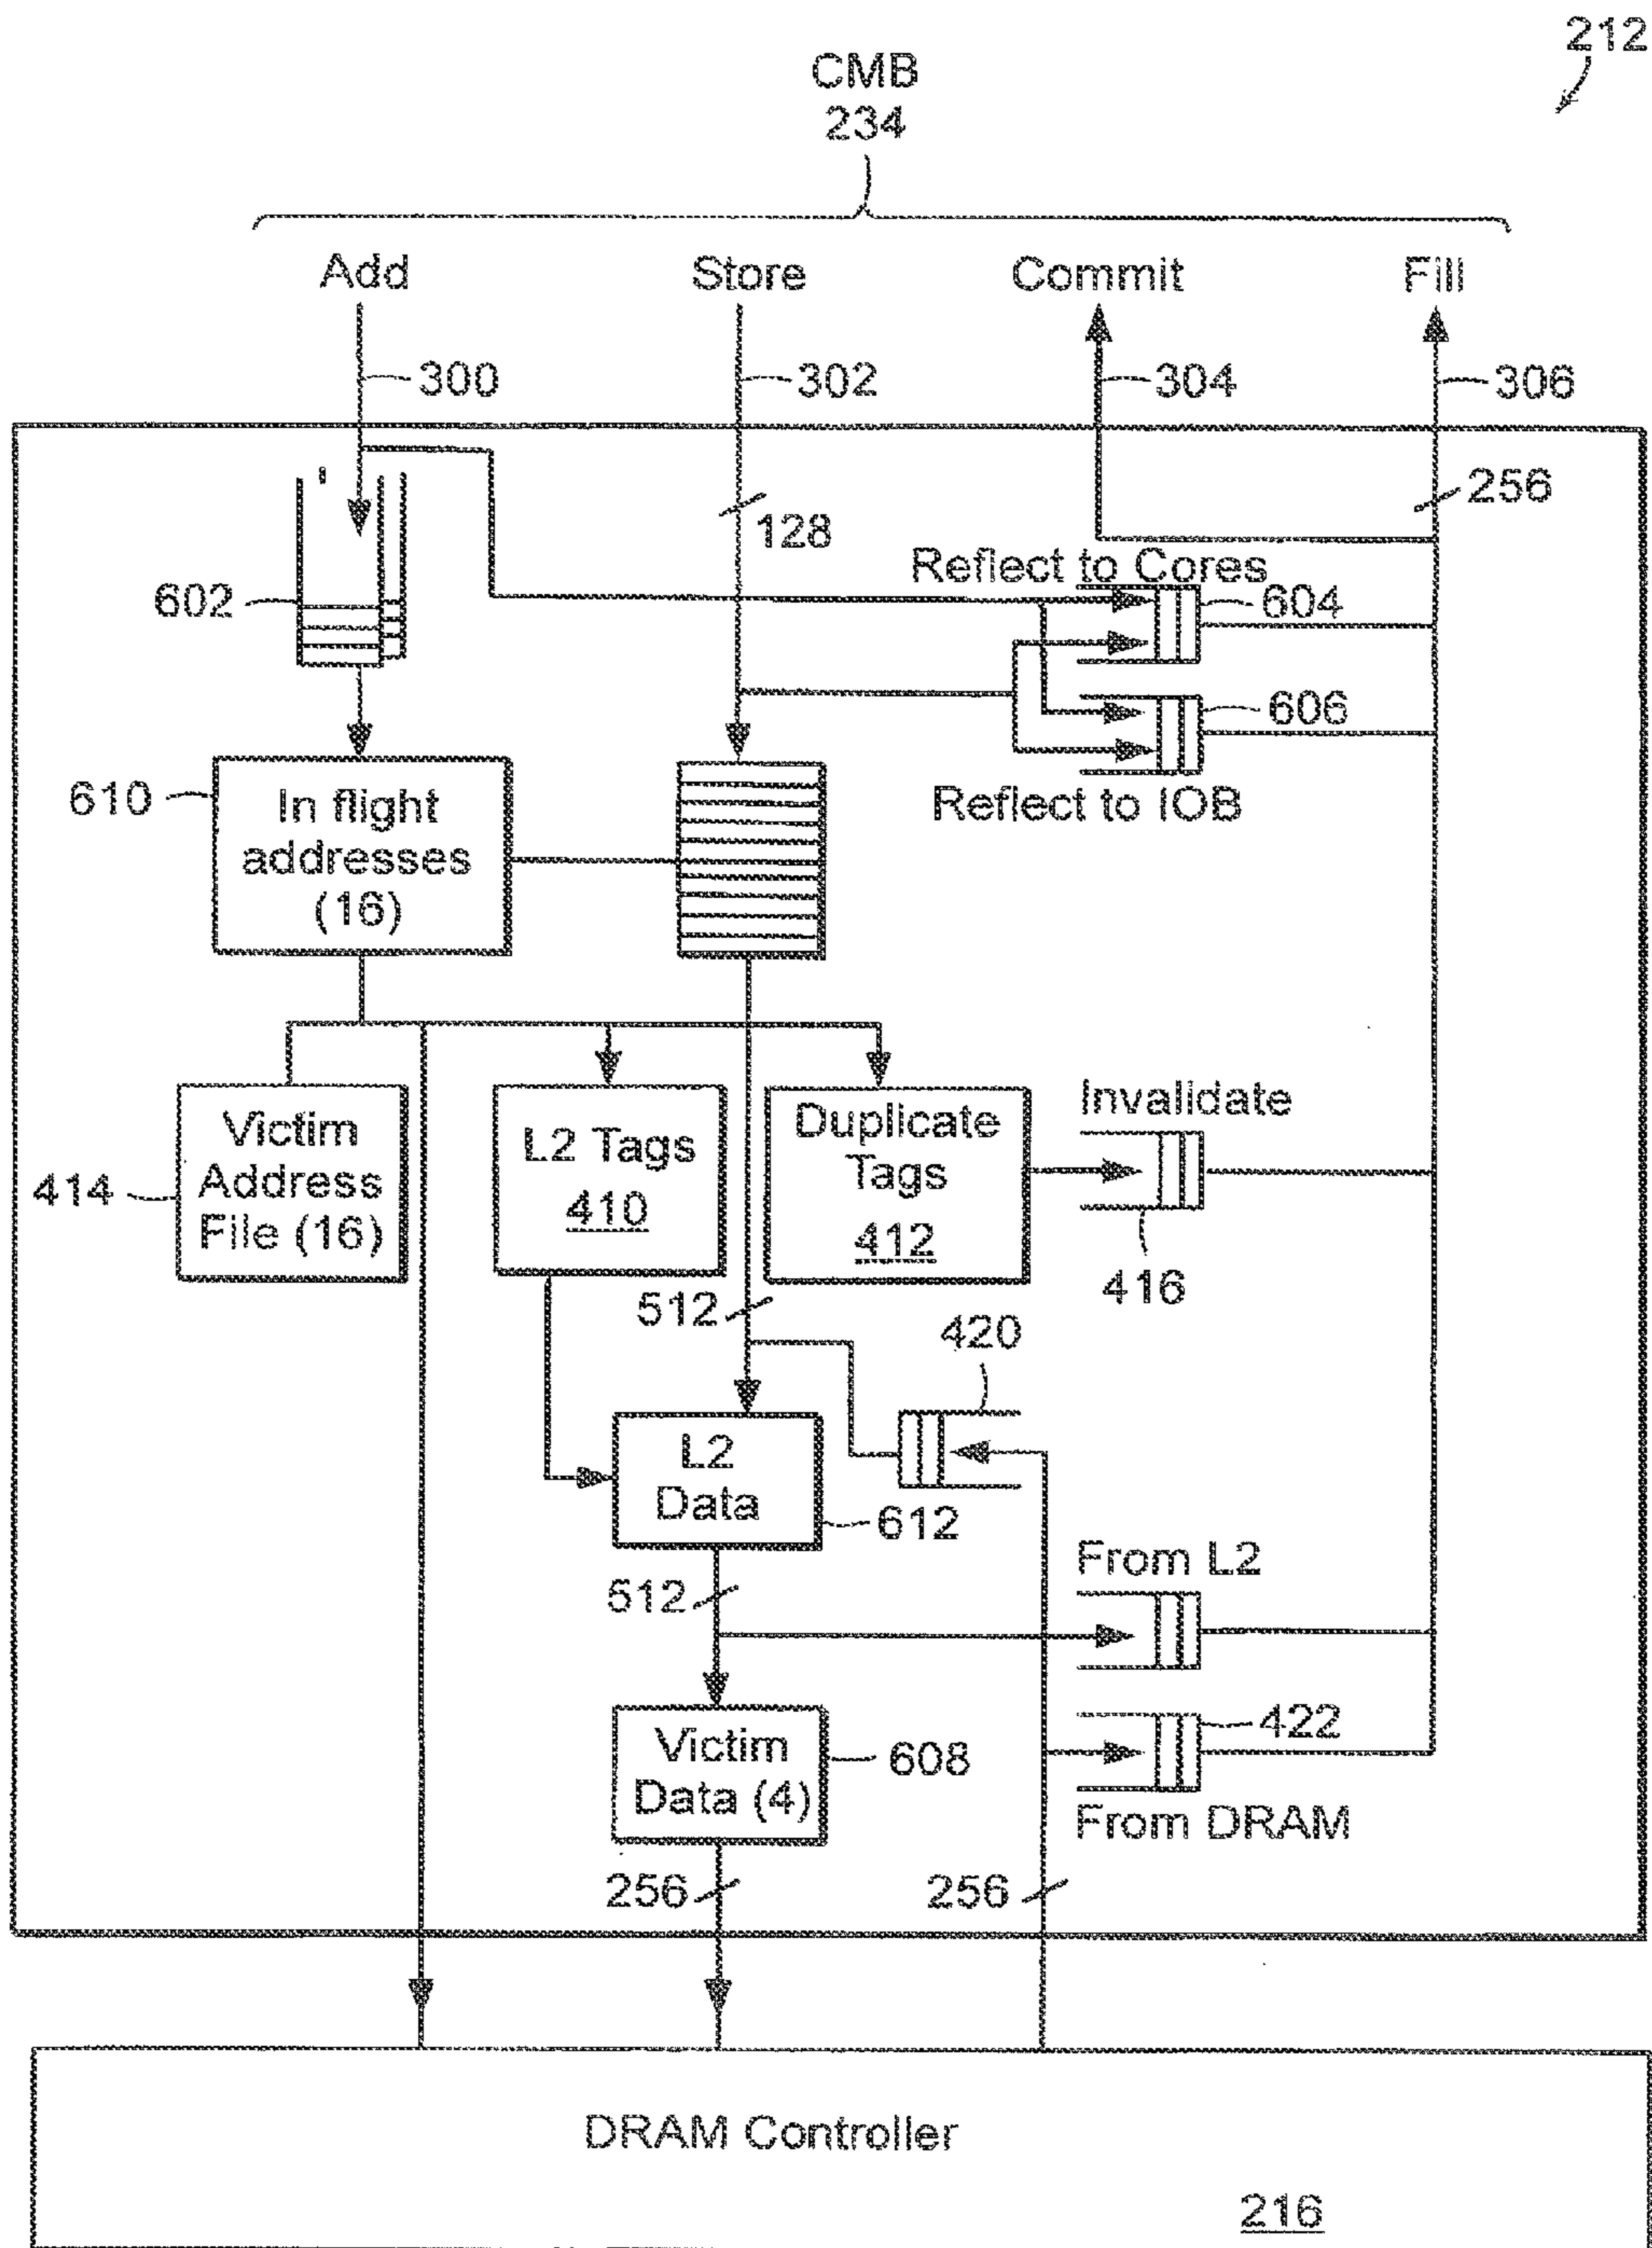 212
CMB
234
Add
Store
Commit
Fill
300
302
304
306
256
128
Reflect to Cores
602
604
606
610
In flight
addresses
(16)
Reflect to IOB
Victim
Address
File (16)
414
L2 Tags
410
Duplicate
Tags
412
Invalidate
416
512
420
L2
Data
612
From L2
512
422
Victim
Data (4)
608
From DRAM
256
256
DRAM Controller
216